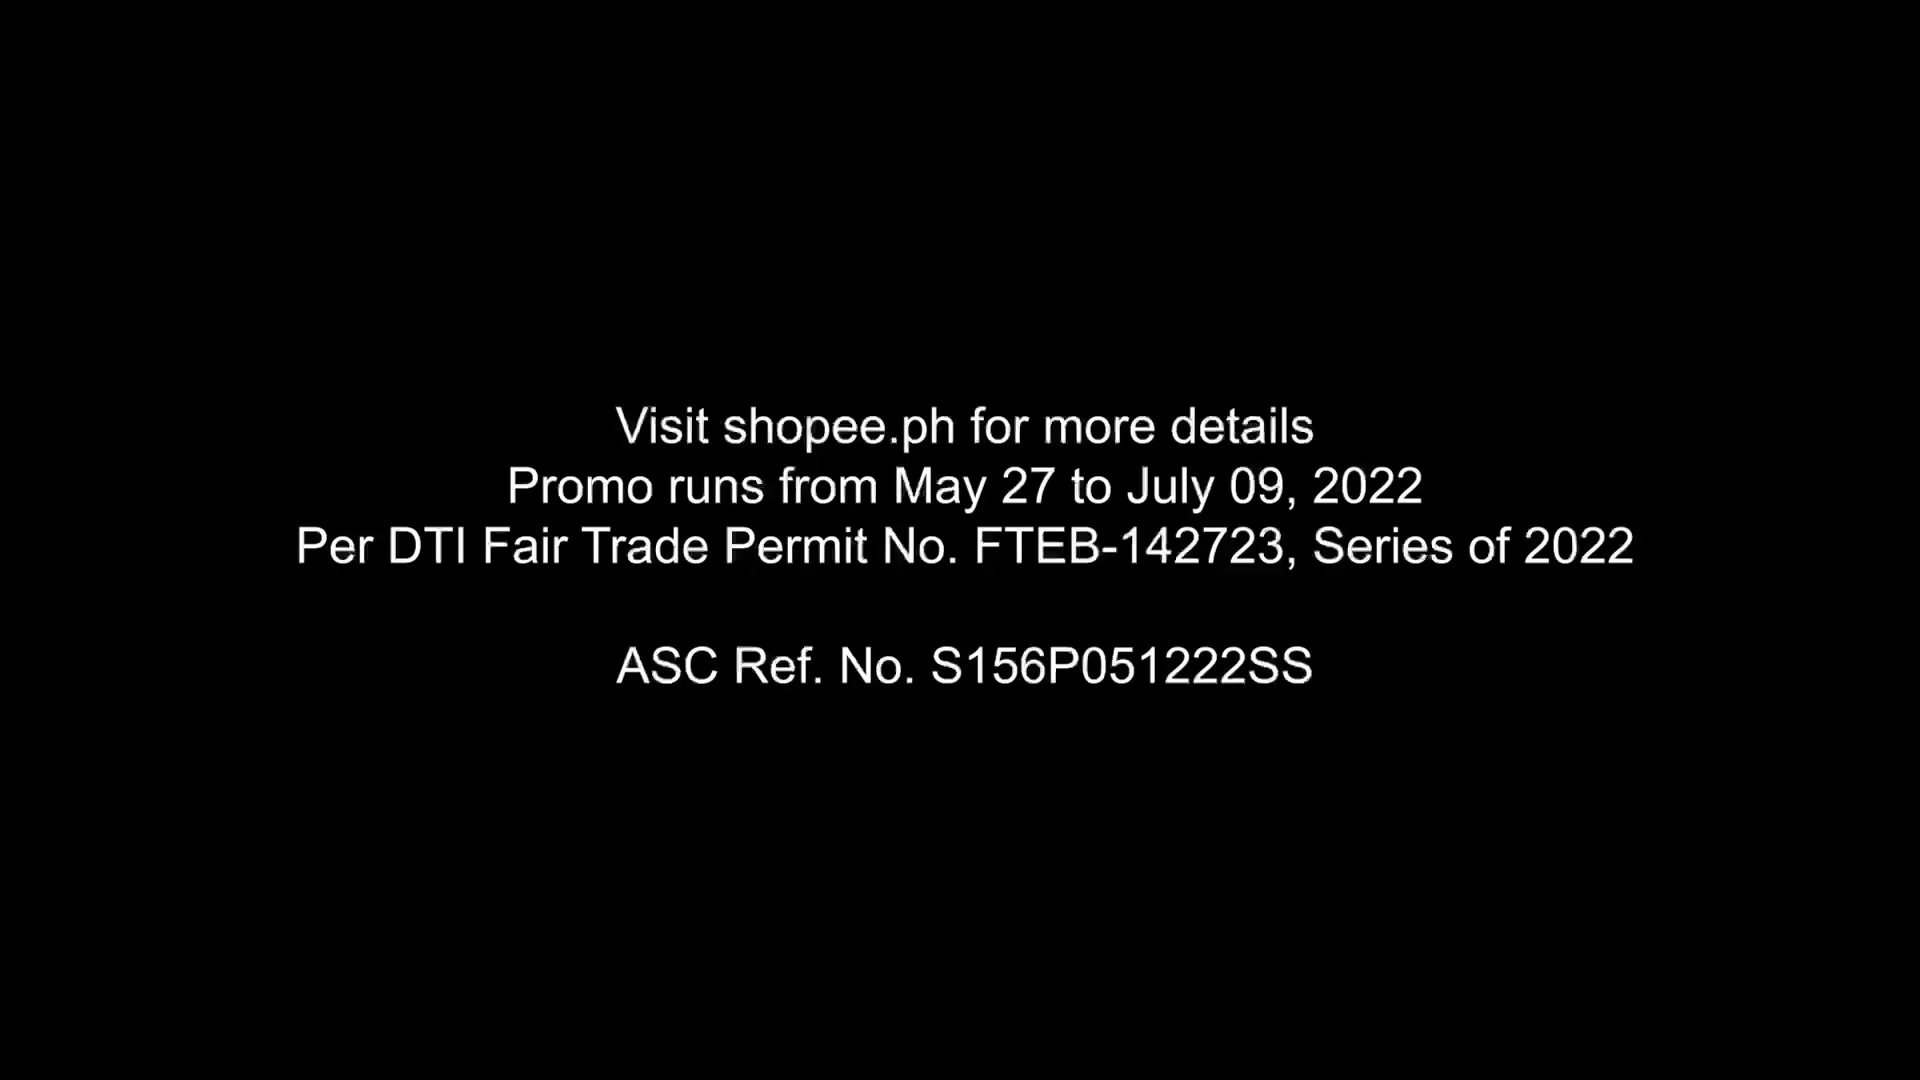 Visit shopee.ph for more details
Promo runs from May 27 to July 09, 2022
Per DTI Fair Trade Permit No. FTEB-142723, Series of 2022
ASC Ref. No. S156P051222SS